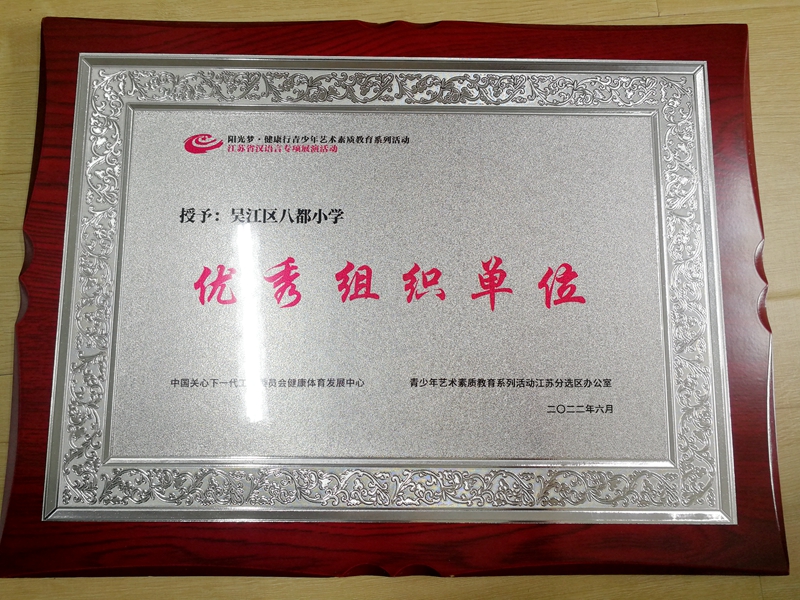 阳光梦·健康行青少年艺术素质教育系列活动
江苏省汉语言专项展演活动
授予：吴江区八都小学
优秀组织单位
中国关心下一代工 员会健康体育发展中心
青少年艺术素质教育系列活动江苏分选区办公室
二〇二二年六月